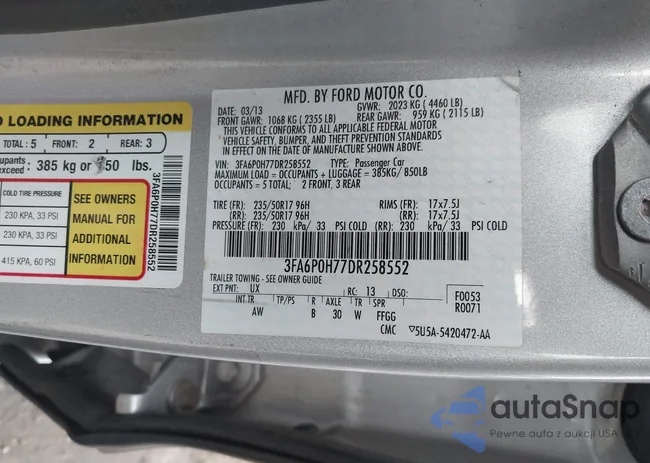 D LOADING INFORMATION
TOTAL: 5 FRONT: 2 REAR: 3
upants: 385 kg or 850 lbs.
exceed:
COLD TIRE PRESSURE
230 KPA, 33 PSI
230 KPA, 33 PSI
415 KPA, 60 PSI
SEE OWNERS
MANUAL FOR
ADDITIONAL
INFORMATION
3FA6P0H77DR258552
MFD. BY FORD MOTOR CO.
DATE: 03/13 GVWR: 2023 KG (4460 LB)
FRONT GAWR: 1068 KG (2355 LB) REAR GAWR: 959 KG (2115 LB)
THIS VEHICLE CONFORMS TO ALL APPLICABLE FEDERAL MOTOR
VEHICLE SAFETY, BUMPER, AND THEFT PREVENTION STANDARDS
IN EFFECT ON THE DATE OF MANUFACTURE SHOWN ABOVE.
VIN: 3FA6P0H77DR258552 TYPE: Passenger Car
MAXIMUM LOAD = OCCUPANTS + LUGGAGE = 385KG/ 850LB
OCCUPANTS = 5 TOTAL; 2 FRONT, 3 REAR
TIRE (FR): 235/50R17 96H RIMS (FR): 17x7.5J
(RR): 235/50R17 96H (RR): 17x7.5J
PRESSURE (FR): 230 kPa/ 33 PSI COLD (RR): 230 kPa/ 33 PSI COLD
3FA6P0H77DR258552
TRAILER TOWING - SEE OWNER GUIDE
EXT PNT: UX RC: 13 DSO: F0053
INT.TR TP/PS R AXLE TR SPR R0071
AW B 30 W FFGG
CMC 5U5A-5420472-AA
autaSnap
Pewne auta z aukcji USA